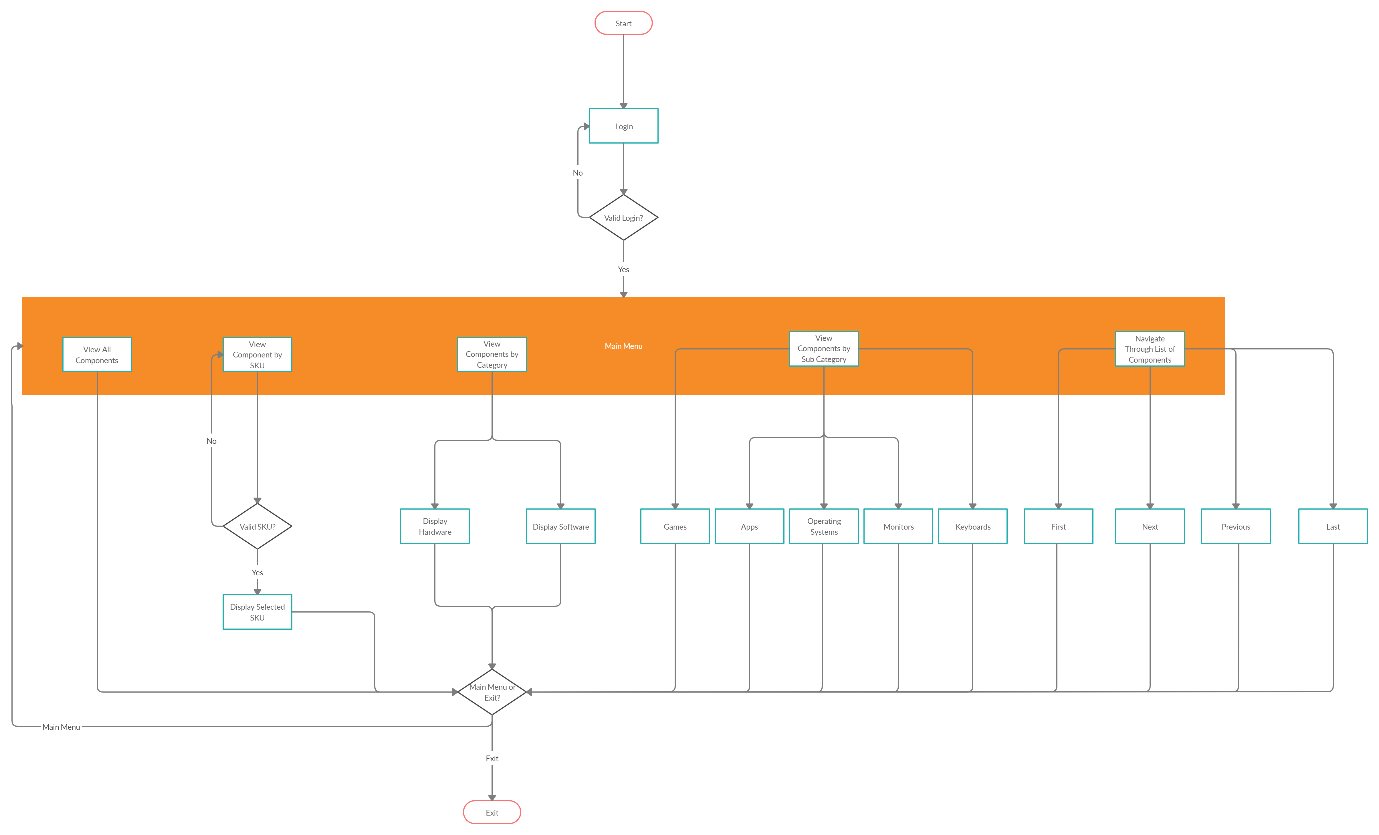 Start
Login
No
Valid Login?
Yes
Main Menu
View All
Components
View
Component by
SKU
View
Components by
Category
View
Components by
Sub Category
Navigate
Through List of
Components
No
Valid SKU?
Yes
Display Selected
SKU
Display
Hardware
Display Software
Games
Apps
Operating
Systems
Monitors
Keyboards
First
Next
Previous
Last
Main Menu or
Exit?
Main Menu
Exit
Exit